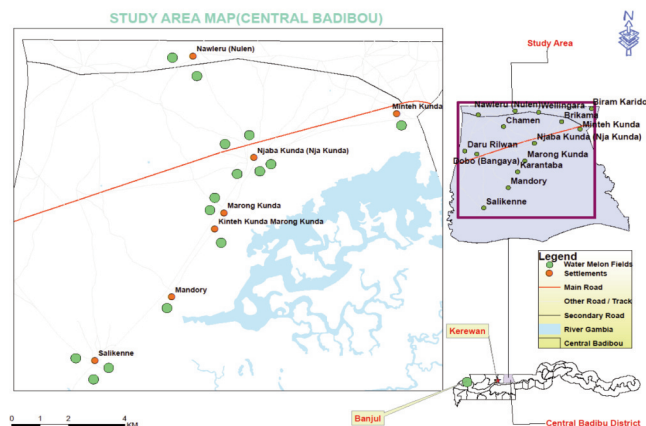 STUDY AREA MAP(CENTRAL BADIBOU)
N
Study Area
Nawleru (Nulen)
Minteh Kunda
Njaba Kunda (Nja Kunda)
Marong Kunda
Kinteh Kunda Marong Kunda
Mandory
Salikenne
0 1 2 4
KM
Nawleru (Nulen)
Wellingara
Biram Karido
Chamen
Brikama
Minteh Kunda
Njaba Kunda (Nja Kunda)
Daru Rilwan
Dobo (Bangaya)
Marong Kunda
Karantaba
Mandory
Salikenne
Legend
Water Melon Fields
Settlements
Main Road
Other Road / Track
Secondary Road
River Gambia
Central Badibou
Kerewan
Banjul
Central Badibu District